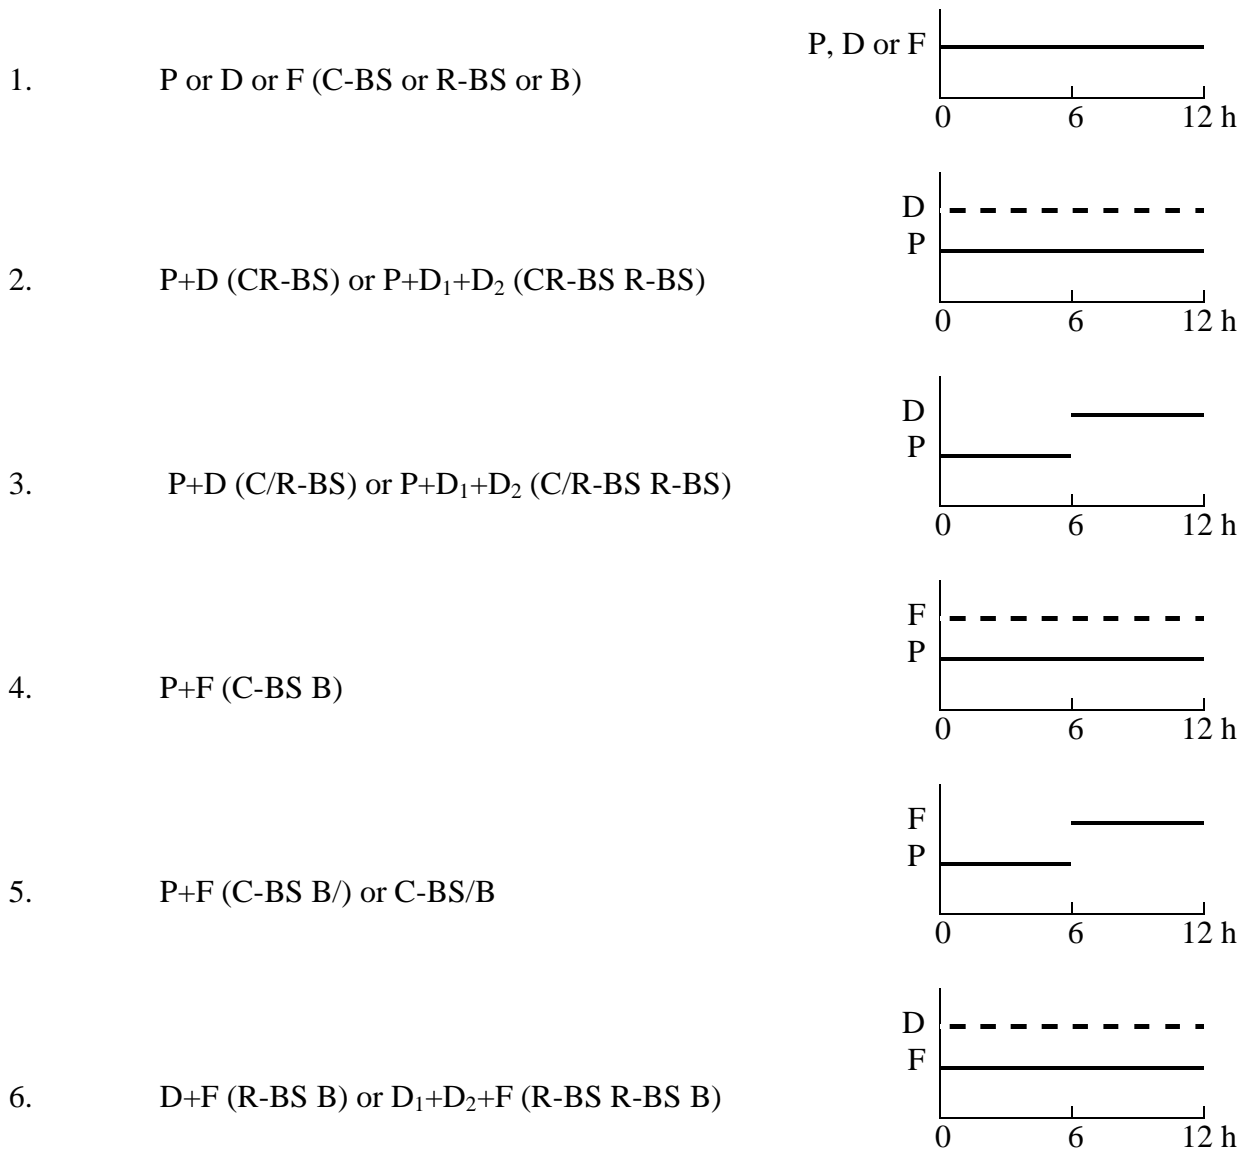 P, D or F
1. P or D or F (C-BS or R-BS or B)
0 6 12 h
D
P
2. P+D (CR-BS) or P+D₁+D₂ (CR-BS R-BS)
0 6 12 h
D
P
3. P+D (C/R-BS) or P+D₁+D₂ (C/R-BS R-BS)
0 6 12 h
F
P
4. P+F (C-BS B)
0 6 12 h
F
P
5. P+F (C-BS B/) or C-BS/B
0 6 12 h
D
F
6. D+F (R-BS B) or D₁+D₂+F (R-BS R-BS B)
0 6 12 h